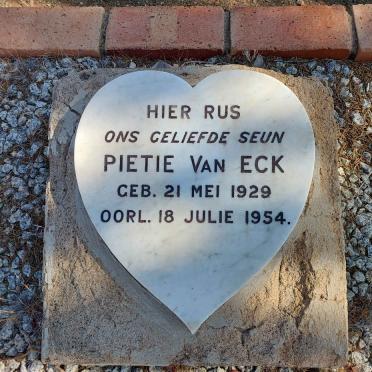 HIER RUS
ONS GELIEFDE SEUN
PIETIE VAN ECK
GEB. 21 MEI 1929
OORL. 18 JULIE 1954.